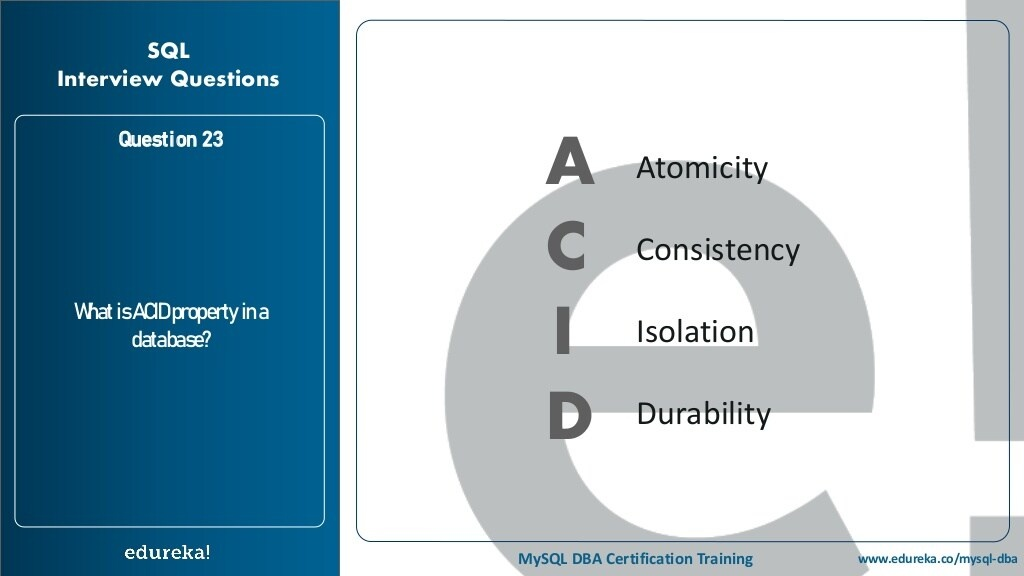 SQL
Interview Questions
Question 23
What is ACID property in a
database?
edureka!
A Atomicity
C Consistency
I Isolation
D Durability
MySQL DBA Certification Training
www.edureka.co/mysql-dba